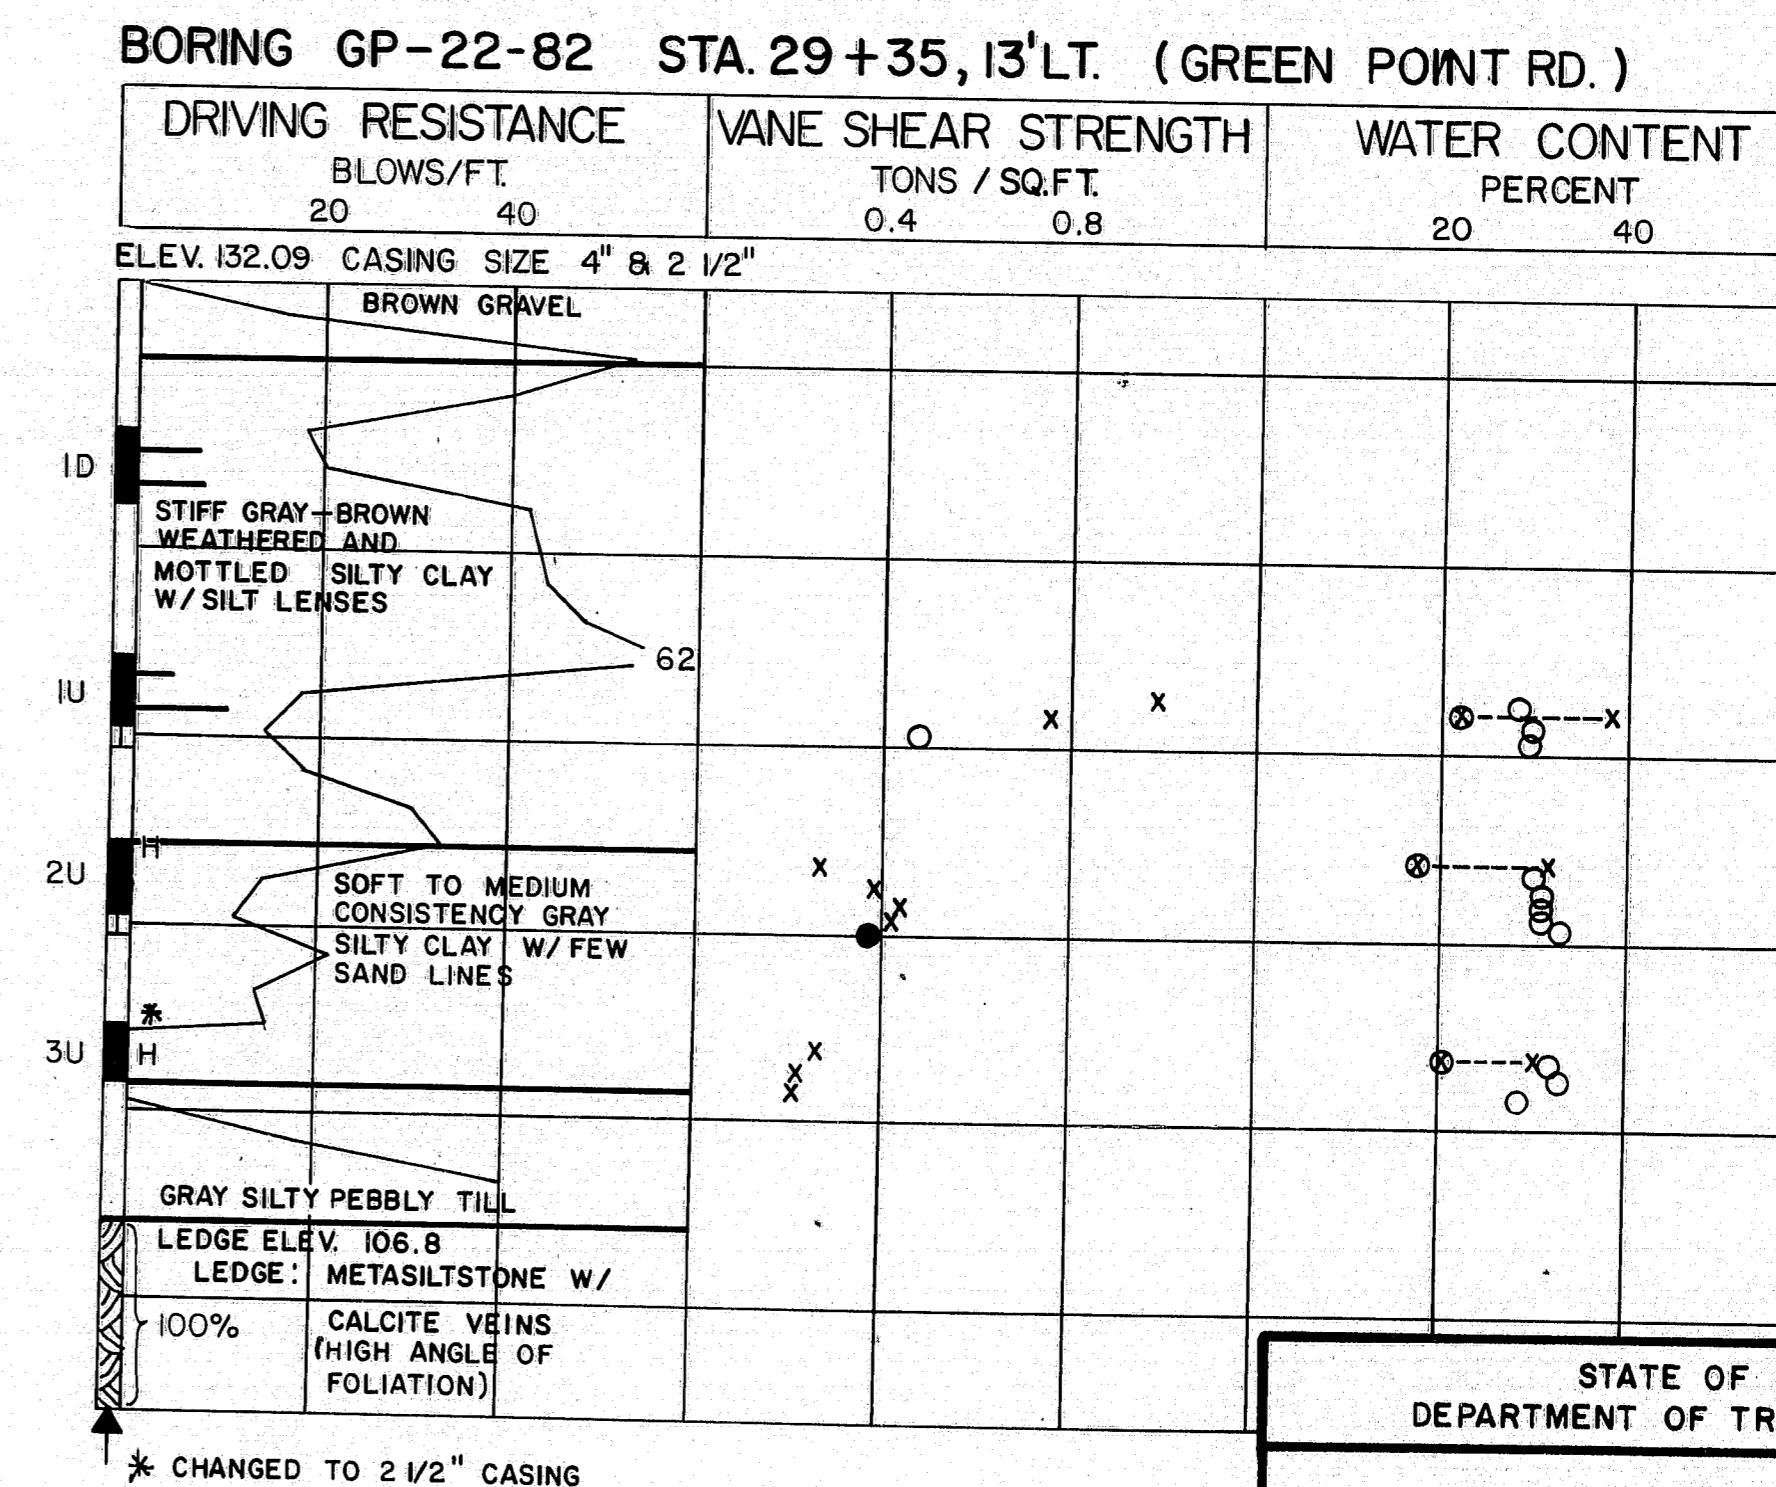 BORING GP-22-82 STA. 29+35, 13'LT. (GREEN POINT RD.)
DRIVING RESISTANCE
BLOWS/FT.
20 40
VANE SHEAR STRENGTH
TONS / SQ.FT.
0.4 0.8
WATER CONTENT
PERCENT
20 40
ELEV. 132.09 CASING SIZE 4" & 2 1/2"
BROWN GRAVEL
1D
STIFF GRAY-BROWN
WEATHERED AND
MOTTLED SILTY CLAY
W/SILT LENSES
62
1U
H
2U
SOFT TO MEDIUM
CONSISTENCY GRAY
SILTY CLAY W/FEW
SAND LINES
*
3U H
GRAY SILTY PEBBLY TILL
LEDGE ELEV. 106.8
LEDGE: METASILTSTONE W/
100% CALCITE VEINS
(HIGH ANGLE OF
FOLIATION)
* CHANGED TO 2 1/2" CASING
STATE OF
DEPARTMENT OF TR